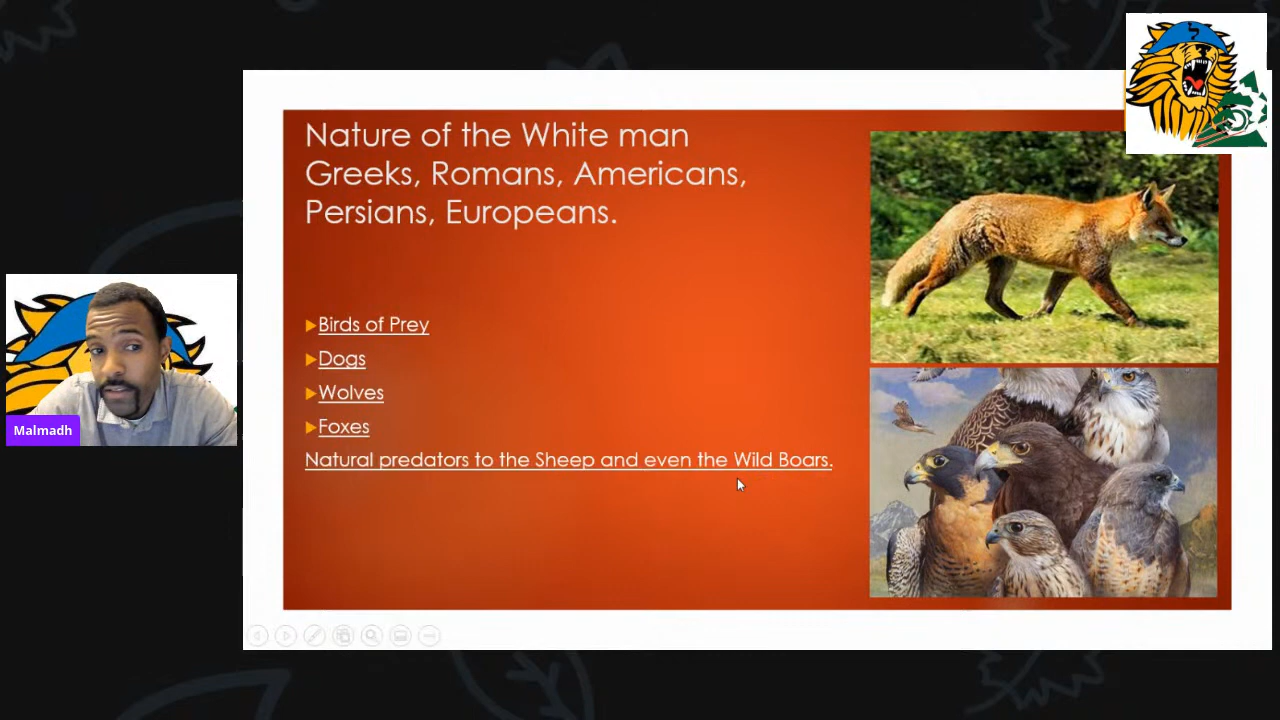 Nature of the White man
Greeks, Romans, Americans,
Persians, Europeans.
Birds of Prey
Dogs
Wolves
Foxes
Natural predators to the Sheep and even the Wild Boars.
Malmadh